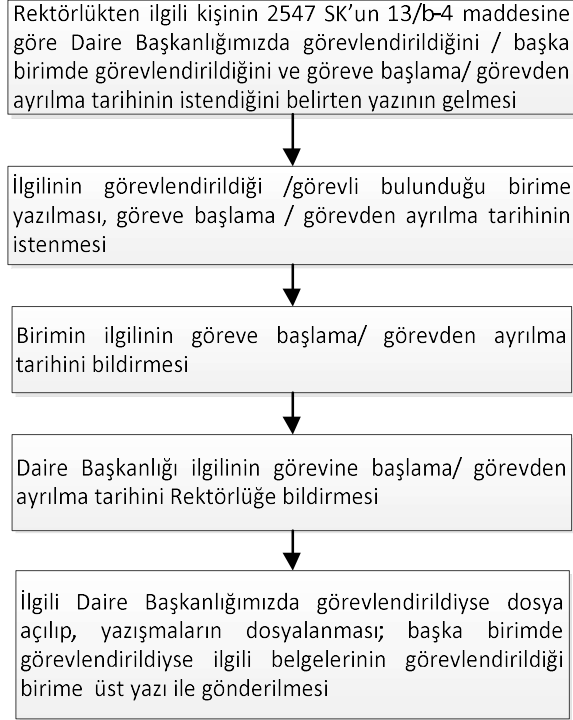 Rektörlükten ilgili kişinin 2547 SK'un 13/b-4 maddesine
göre Daire Başkanlığımızda görevlendirildiğini / başka
birimde görevlendirildiğini ve göreve başlama/ görevden
ayrılma tarihinin istendiğini belirten yazının gelmesi
İlgilinin görevlendirildiği /görevli bulunduğu birime
yazılması, göreve başlama / görevden ayrılma tarihinin
istenmesi
Birimin ilgilinin göreve başlama/ görevden ayrılma
tarihini bildirmesi
Daire Başkanlığı ilgilinin görevine başlama/ görevden
ayrılma tarihini Rektörlüğe bildirmesi
İlgili Daire Başkanlığımızda görevlendirildiyse dosya
açılıp, yazışmaların dosyalanması; başka birimde
görevlendirildiyse ilgili belgelerinin görevlendirildiği
birime üst yazı ile gönderilmesi